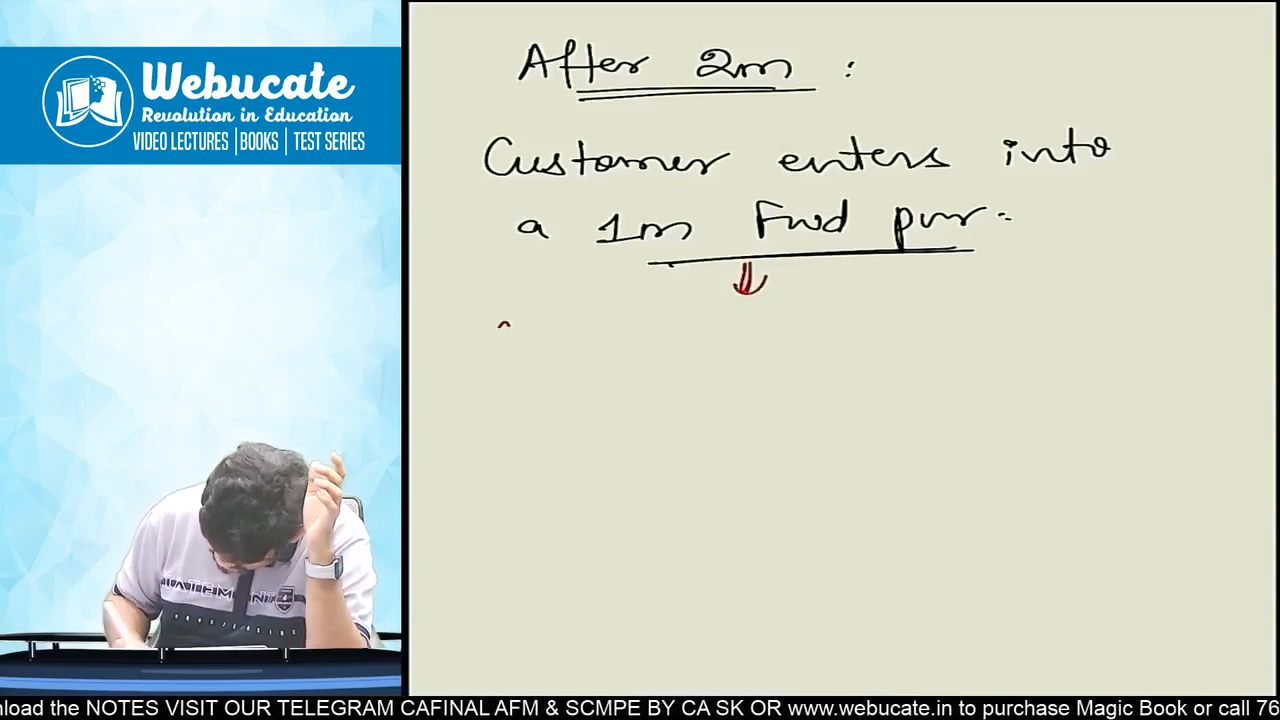 Webucate
Revolution in Education
VIDEO LECTURES | BOOKS | TEST SERIES
After 2m :
Customer enters into
a 1m Fwd pur.
nload the NOTES VISIT OUR TELEGRAM CAFINAL AFM & SCMPE BY CA SK OR www.webucate.in to purchase Magic Book or call 76